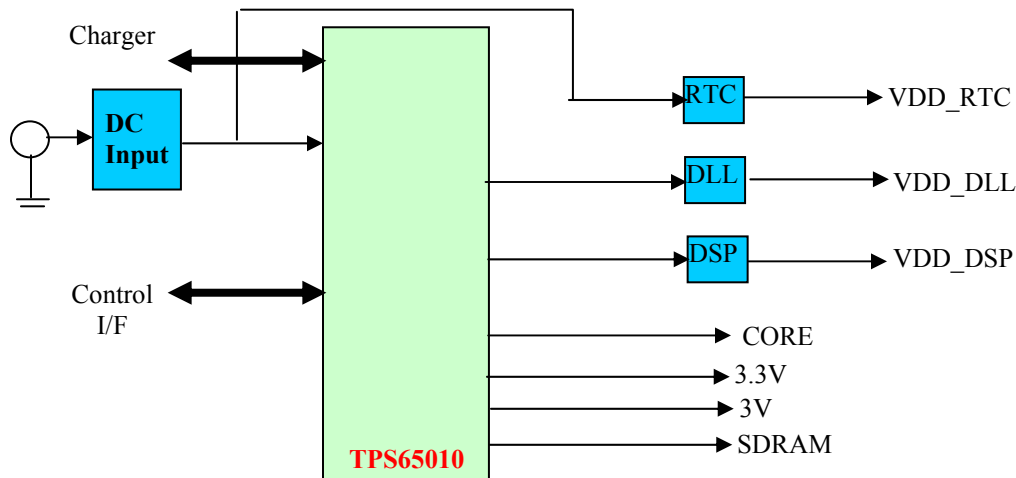 Charger
DC
Input
RTC
VDD_RTC
DLL
VDD_DLL
DSP
VDD_DSP
Control
I/F
CORE
3.3V
3V
SDRAM
TPS65010